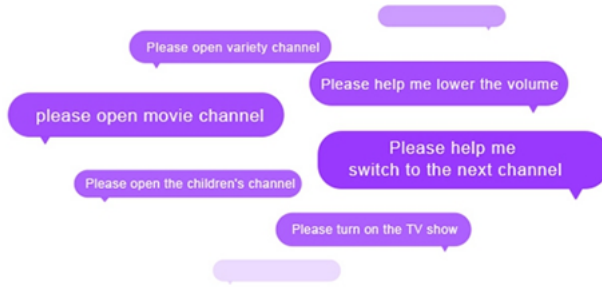 Please open variety channel
Please help me lower the volume
please open movie channel
Please help me
switch to the next channel
Please open the children's channel
Please turn on the TV show